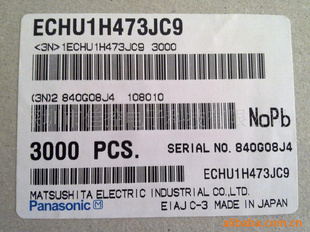 ECHU1H473JC9
<3N>1ECHU1H473JC9 3000
(3N)2 840G08J4 108010
NoPb
3000 PCS.
SERIAL NO. 840G08J4
ECHU1H473JC9
MATSUSHITA ELECTRIC INDUSTRIAL CO.,LTD.
Panasonic M EIAJ C-3 MADE IN JAPAN